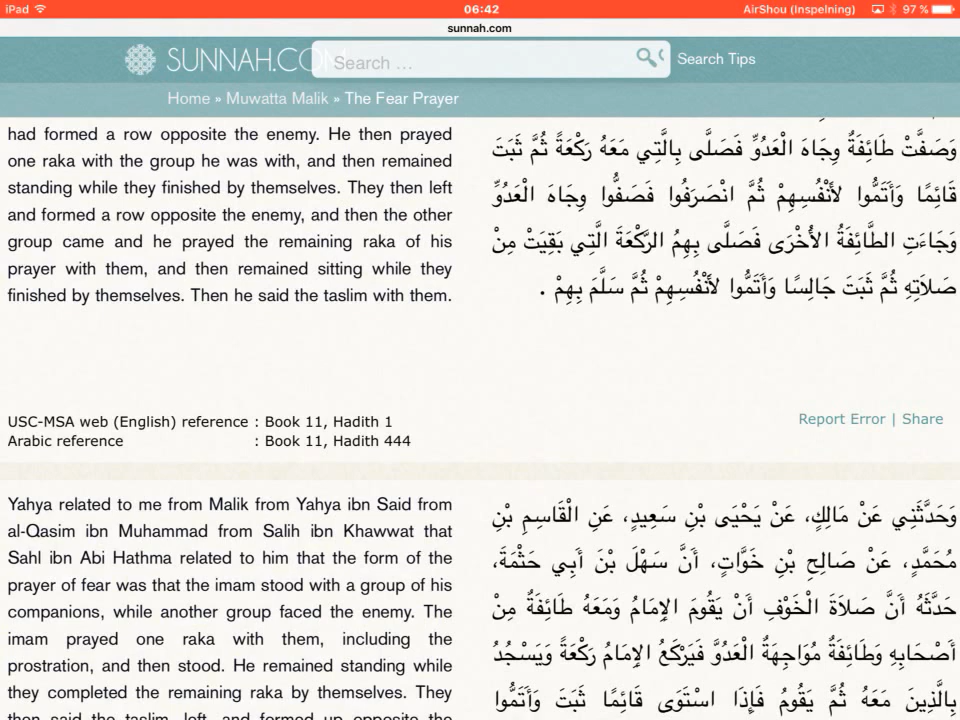 iPad 06:42 AirShou (Inspelning) 97 %
sunnah.com
SUNNAH.CO Search ... Search Tips
Home » Muwatta Malik » The Fear Prayer
had formed a row opposite the enemy. He then prayed
one raka with the group he was with, and then remained
standing while they finished by themselves. They then left
and formed a row opposite the enemy, and then the other
group came and he prayed the remaining raka of his
prayer with them, and then remained sitting while they
finished by themselves. Then he said the taslim with them.
وَصَفَّتْ طَائِفَةٌ وِجَاهَ الْعَدُوِّ فَصَلَّى بِالَّتِي مَعَهُ رَكْعَةً ثُمَّ ثَبَتَ
قَائِمًا وَأَتَمُّوا لأَنْفُسِهِمْ ثُمَّ انْصَرَفُوا فَصَفُّوا وِجَاهَ الْعَدُوِّ
وَجَاءَتِ الطَّائِفَةُ الأُخْرَى فَصَلَّى بِهِمُ الرَّكْعَةَ الَّتِي بَقِيَتْ مِنْ
صَلاَتِهِ ثُمَّ ثَبَتَ جَالِسًا وَأَتَمُّوا لأَنْفُسِهِمْ ثُمَّ سَلَّمَ بِهِمْ .
USC-MSA web (English) reference : Book 11, Hadith 1
Arabic reference : Book 11, Hadith 444
Report Error | Share
Yahya related to me from Malik from Yahya ibn Said from
al-Qasim ibn Muhammad from Salih ibn Khawwat that
Sahl ibn Abi Hathma related to him that the form of the
prayer of fear was that the imam stood with a group of his
companions, while another group faced the enemy. The
imam prayed one raka with them, including the
prostration, and then stood. He remained standing while
they completed the remaining raka by themselves. They
then said the taslim, left, and formed up opposite the
وَحَدَّثَنِي عَنْ مَالِكٍ، عَنْ يَحْيَى بْنِ سَعِيدٍ، عَنِ الْقَاسِمِ بْنِ
مُحَمَّدٍ، عَنْ صَالِحِ بْنِ خَوَّاتٍ، أَنَّ سَهْلَ بْنَ أَبِي حَثْمَةَ،
حَدَّثَهُ أَنَّ صَلاَةَ الْخَوْفِ أَنْ يَقُومَ الإِمَامُ وَمَعَهُ طَائِفَةٌ مِنْ
أَصْحَابِهِ وَطَائِفَةٌ مُوَاجِهَةٌ الْعَدُوَّ فَيَرْكَعُ الإِمَامُ رَكْعَةً وَيَسْجُدُ
بِالَّذِينَ مَعَهُ ثُمَّ يَقُومُ فَإِذَا اسْتَوَى قَائِمًا ثَبَتَ وَأَتَمُّوا